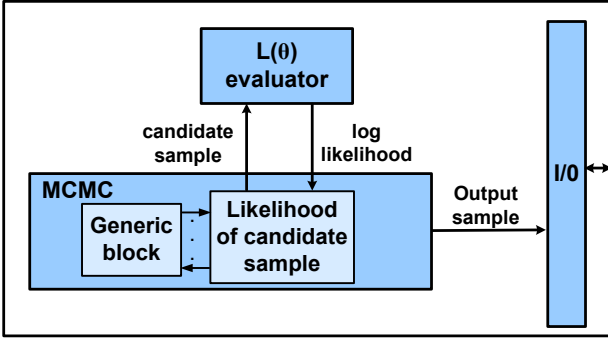 L(θ)
evaluator
candidate
sample
log
likelihood
MCMC
Generic
block
Likelihood
of candidate
sample
Output
sample
I/0